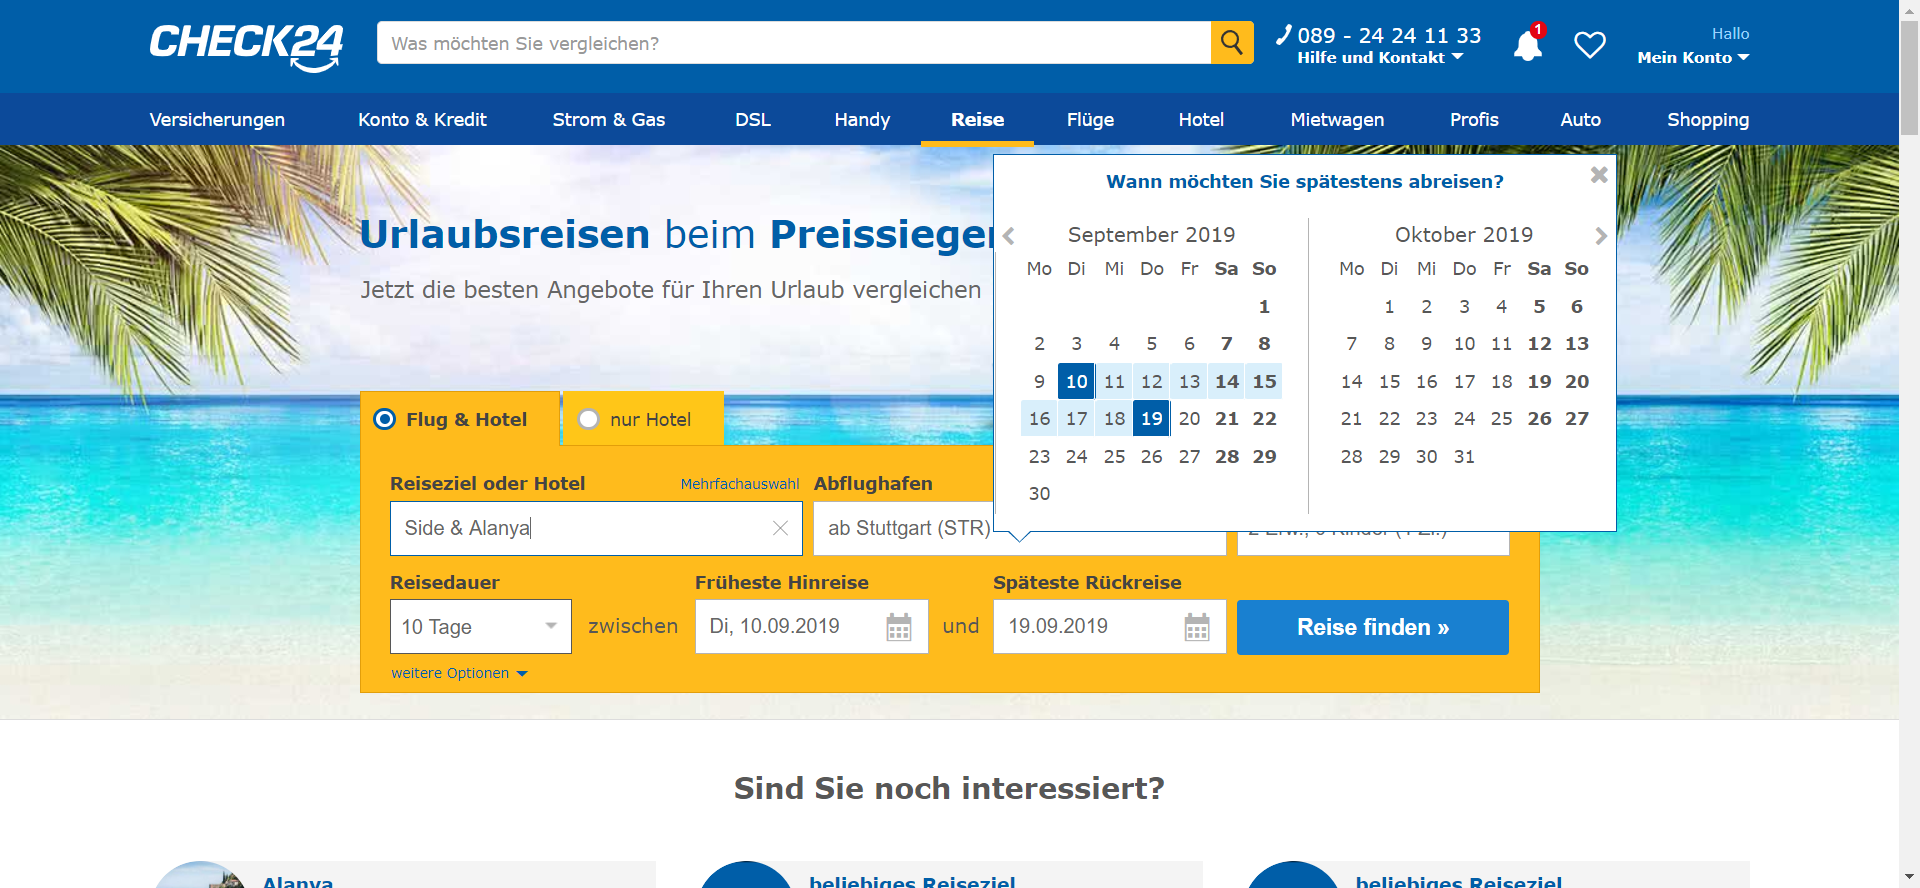 CHECK24
Was möchten Sie vergleichen?
089 - 24 24 11 33
Hilfe und Kontakt
1
Hallo
Mein Konto
Versicherungen Konto & Kredit Strom & Gas DSL Handy Reise Flüge Hotel Mietwagen Profis Auto Shopping
Urlaubsreisen beim Preissieger
Jetzt die besten Angebote für Ihren Urlaub vergleichen
Wann möchten Sie spätestens abreisen?
September 2019
Mo Di Mi Do Fr Sa So
1
2 3 4 5 6 7 8
9 10 11 12 13 14 15
16 17 18 19 20 21 22
23 24 25 26 27 28 29
30
Oktober 2019
Mo Di Mi Do Fr Sa So
1 2 3 4 5 6
7 8 9 10 11 12 13
14 15 16 17 18 19 20
21 22 23 24 25 26 27
28 29 30 31
Flug & Hotel
nur Hotel
Reiseziel oder Hotel
Mehrfachauswahl
Abflughafen
Side & Alanya
ab Stuttgart (STR)
Reisedauer
Früheste Hinreise
Späteste Rückreise
10 Tage
zwischen
Di, 10.09.2019
und
19.09.2019
Reise finden »
weitere Optionen
Sind Sie noch interessiert?
Alanya
beliebiges Reiseziel
beliebiges Reiseziel